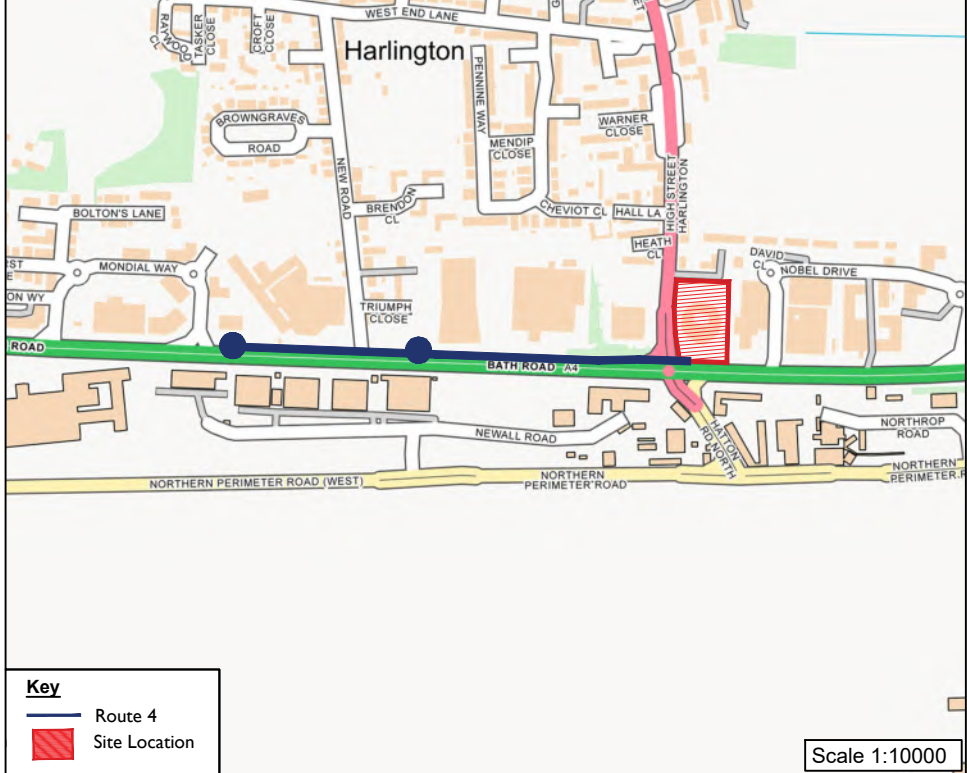 WEST END LANE
RAYWOOD
CL
TASKER
CLOSE
CROFT
CLOSE
Harlington
PENNINE WAY
BROWNGRAVES
ROAD
WARNER
CLOSE
MENDIP
CLOSE
NEW ROAD
HIGH STREET
HARLINGTON
BOLTON'S LANE
BRENDON
CL
CHEVIOT CL
HALL LA
HEATH
CL
DAVID
CL
NOBEL DRIVE
MONDIAL WAY
ON WY
TRIUMPH
CLOSE
ROAD
BATH ROAD A4
NEWALL ROAD
HATTON
RD NORTH
NORTHROP
ROAD
NORTHERN PERIMETER ROAD (WEST)
NORTHERN
PERIMETER ROAD
NORTHERN
PERIMETER R
Key
Route 4
Site Location
Scale 1:10000